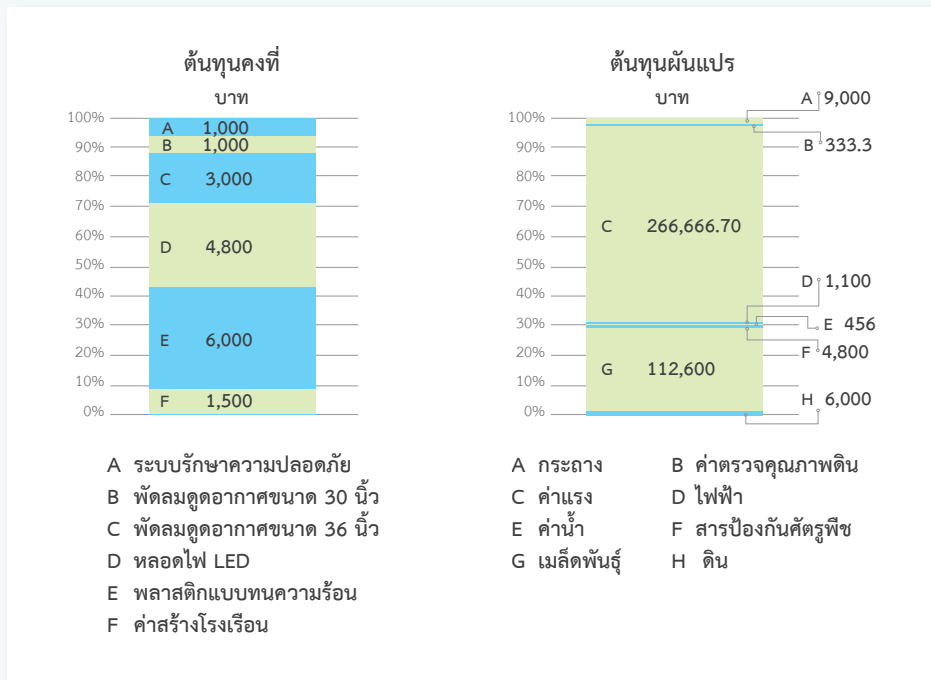 ต้นทุนคงที่
บาท
100%
90%
80%
70%
60%
50%
40%
30%
20%
10%
0%
A 1,000
B 1,000
C 3,000
D 4,800
E 6,000
F 1,500
A ระบบรักษาความปลอดภัย
B พัดลมดูดอากาศขนาด 30 นิ้ว
C พัดลมดูดอากาศขนาด 36 นิ้ว
D หลอดไฟ LED
E พลาสติกแบบทนความร้อน
F ค่าสร้างโรงเรือน
ต้นทุนผันแปร
บาท
100%
90%
80%
70%
60%
50%
40%
30%
20%
10%
0%
A 9,000
B 333.3
C 266,666.70
D 1,100
E 456
F 4,800
G 112,600
H 6,000
A กระถาง B ค่าตรวจคุณภาพดิน
C ค่าแรง D ไฟฟ้า
E ค่าน้ำ F สารป้องกันศัตรูพืช
G เมล็ดพันธุ์ H ดิน